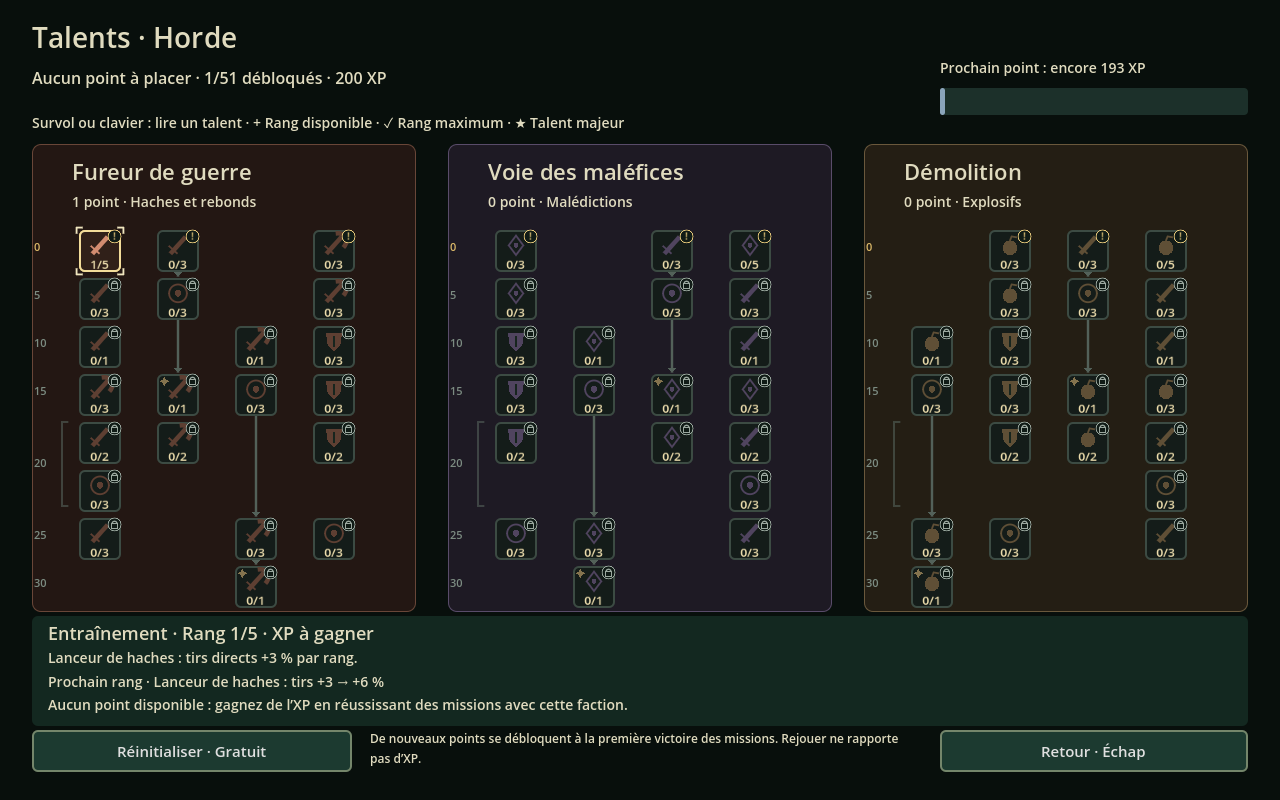 Talents · Horde
Aucun point à placer · 1/51 débloqués · 200 XP
Prochain point : encore 193 XP
Survol ou clavier : lire un talent · + Rang disponible · ✓ Rang maximum · ★ Talent majeur
Fureur de guerre
1 point · Haches et rebonds
0
! ! !
1/5 0/3 0/3
5
0/3 0/3 0/3
10
0/1 0/1 0/3
15
0/3 0/1 0/3 0/3
20
0/2 0/2 0/2
0/3
25
0/3 0/3 0/3
30
0/1
Voie des maléfices
0 point · Malédictions
0
! ! !
0/3 0/3 0/5
5
0/3 0/3 0/3
10
0/3 0/1 0/1
15
0/3 0/3 0/1 0/3
20
0/2 0/2 0/2
0/3
25
0/3 0/3 0/3
30
0/1
Démolition
0 point · Explosifs
0
! ! !
0/3 0/3 0/5
5
0/3 0/3 0/3
10
0/1 0/3 0/1
15
0/3 0/3 0/1 0/3
20
0/2 0/2 0/2
0/3
25
0/3 0/3 0/3
30
0/1
Entraînement · Rang 1/5 · XP à gagner
Lanceur de haches : tirs directs +3 % par rang.
Prochain rang · Lanceur de haches : tirs +3 → +6 %
Aucun point disponible : gagnez de l’XP en réussissant des missions avec cette faction.
Réinitialiser · Gratuit
De nouveaux points se débloquent à la première victoire des missions. Rejouer ne rapporte
pas d’XP.
Retour · Échap